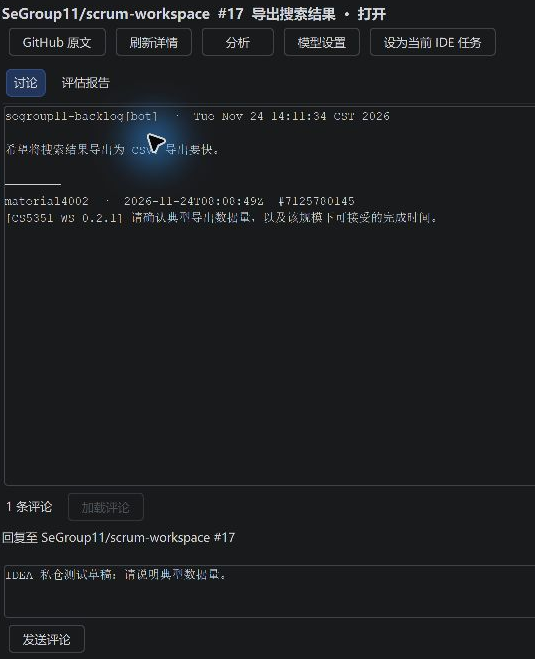 SeGroup11/scrum-workspace #17 导出搜索结果 • 打开
GitHub 原文 刷新详情 分析 模型设置 设为当前 IDE 任务
讨论 评估报告
segroup11-backlog[bot] · Tue Nov 24 14:11:34 CST 2026
希望将搜索结果导出为 CSV，导出要快。
material4002 · 2026-11-24T08:08:49Z #7125780145
[CS5351 WS 0.2.1] 请确认典型导出数据量，以及该规模下可接受的完成时间。
1 条评论 加载评论
回复至 SeGroup11/scrum-workspace #17
IDEA 私仓测试草稿：请说明典型数据量。
发送评论